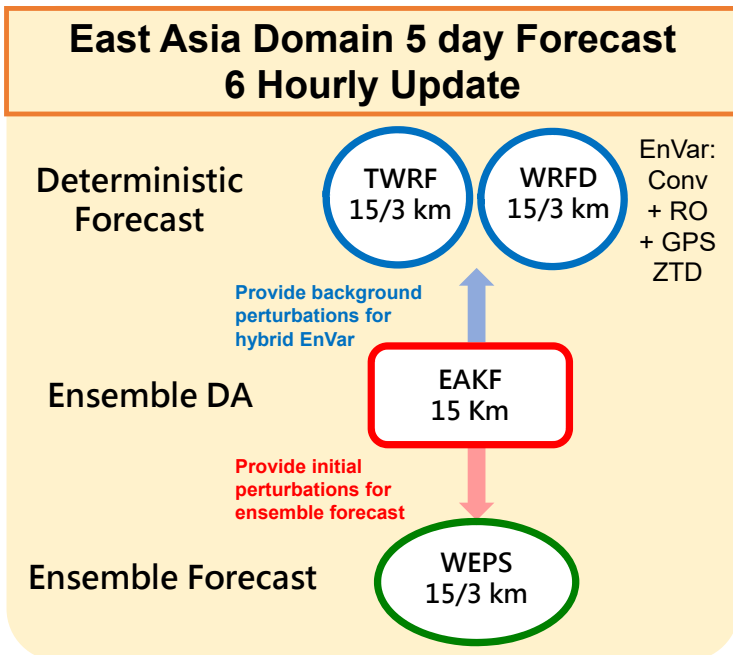 East Asia Domain 5 day Forecast
6 Hourly Update
Deterministic
Forecast
TWRF
15/3 km
WRFD
15/3 km
EnVar:
Conv
+ RO
+ GPS
ZTD
Provide background
perturbations for
hybrid EnVar
Ensemble DA
EAKF
15 Km
Provide initial
perturbations for
ensemble forecast
Ensemble Forecast
WEPS
15/3 km